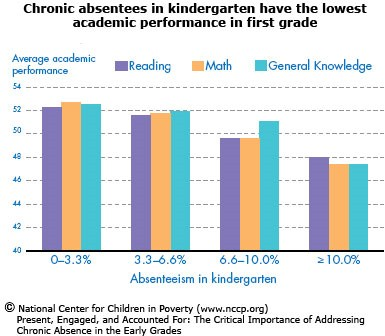 Chronic absentees in kindergarten have the lowest
academic performance in first grade
Average academic
performance
Reading
Math
General Knowledge
54
52
50
48
46
44
42
40
0–3.3%
3.3–6.6%
6.6–10.0%
≥10.0%
Absenteeism in kindergarten
© National Center for Children in Poverty (www.nccp.org)
Present, Engaged, and Accounted For: The Critical Importance of Addressing
Chronic Absence in the Early Grades